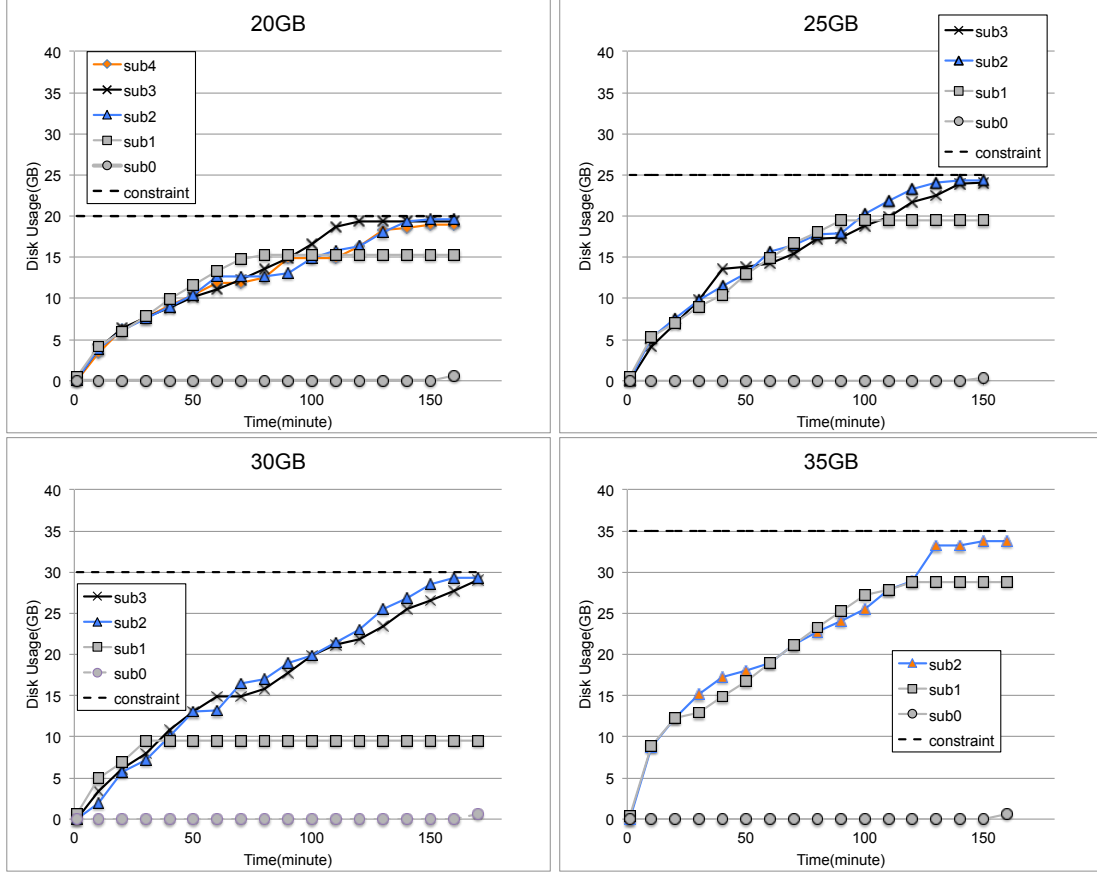 20GB
40
35
30
25
20
15
10
5
0
Disk Usage(GB)
sub4
sub3
sub2
sub1
sub0
constraint
0 50 100 150
Time(minute)
25GB
40
35
30
25
20
15
10
5
0
Disk Usage(GB)
sub3
sub2
sub1
sub0
constraint
0 50 100 150
Time(minute)
30GB
40
35
30
25
20
15
10
5
0
Disk Usage(GB)
sub3
sub2
sub1
sub0
constraint
0 50 100 150
Time(minute)
35GB
40
35
30
25
20
15
10
5
0
Disk Usage(GB)
sub2
sub1
sub0
constraint
0 50 100 150
Time(minute)